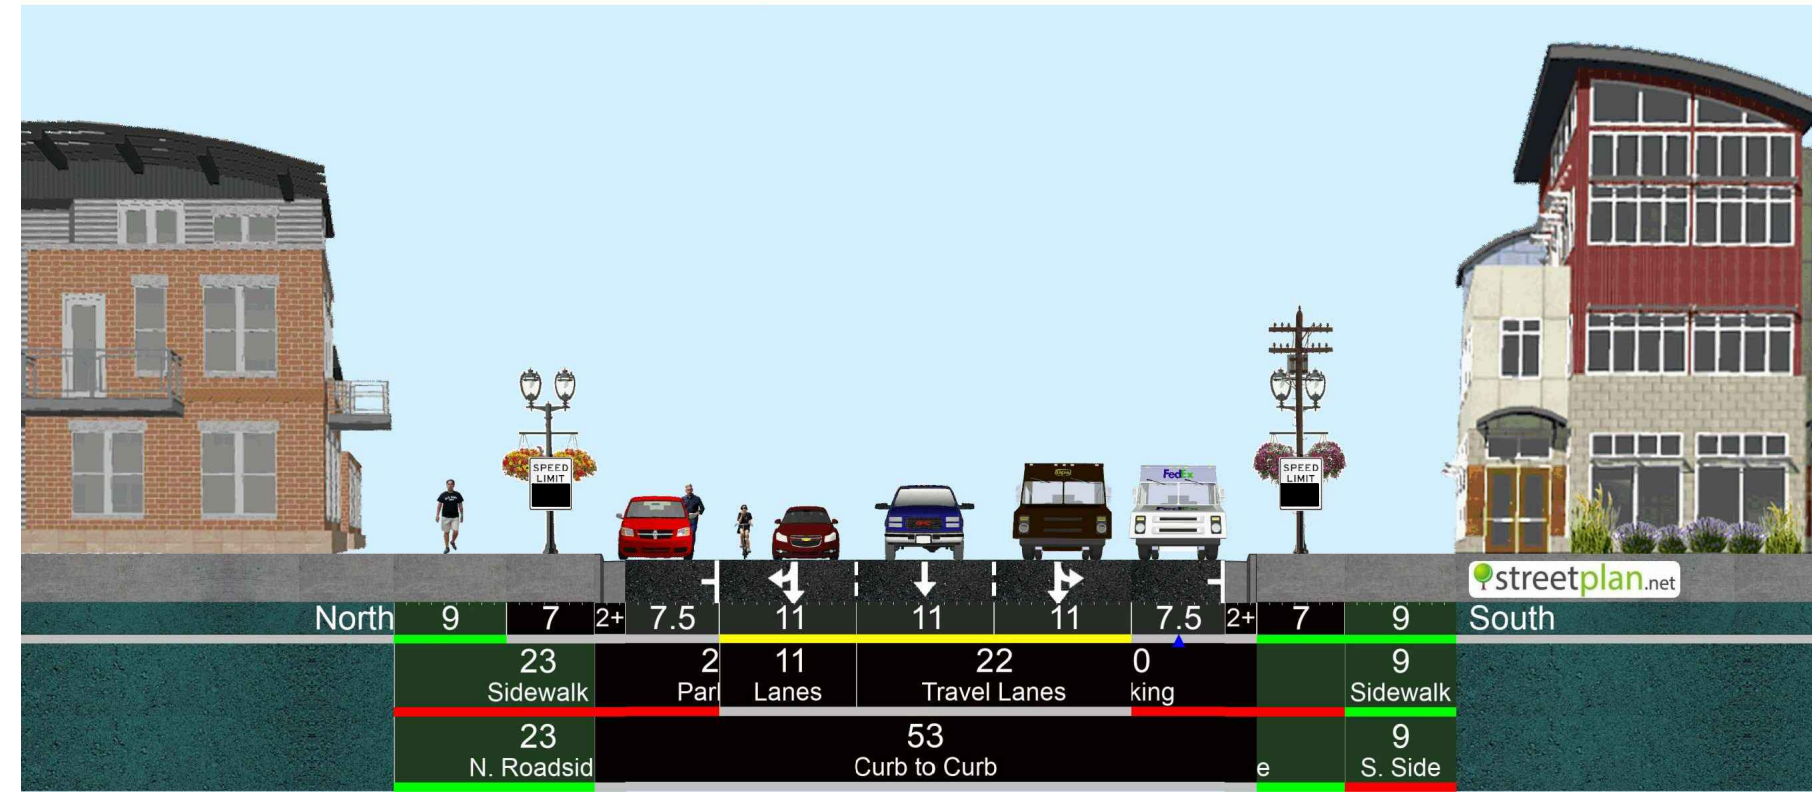 SPEED
LIMIT
SPEED
LIMIT
FedEx
streetplan.net
North 9 7 2+ 7.5 11 11 11 7.5 2+ 7 9 South
23 2 11 22 0 9
Sidewalk Parl Lanes Travel Lanes king Sidewalk
23 53 9
N. Roadsid Curb to Curb e S. Side